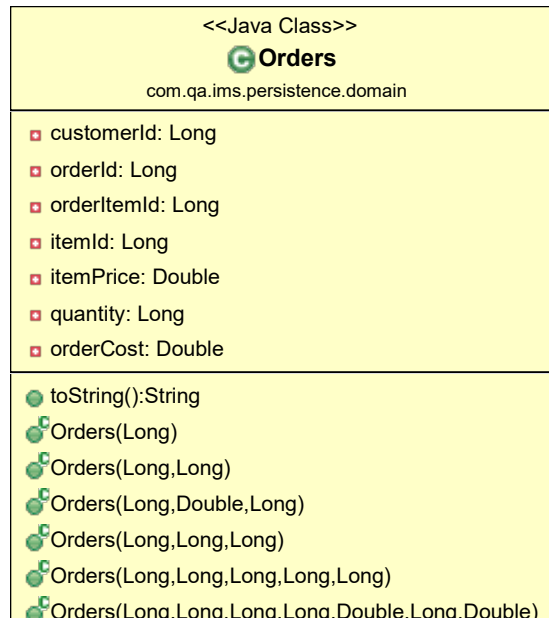 <<Java Class>>
Orders
com.qa.ims.persistence.domain
customerId: Long
orderId: Long
orderItemId: Long
itemId: Long
itemPrice: Double
quantity: Long
orderCost: Double
toString():String
Orders(Long)
Orders(Long,Long)
Orders(Long,Double,Long)
Orders(Long,Long,Long)
Orders(Long,Long,Long,Long,Long)
Orders(Long,Long,Long,Long,Double,Long,Double)